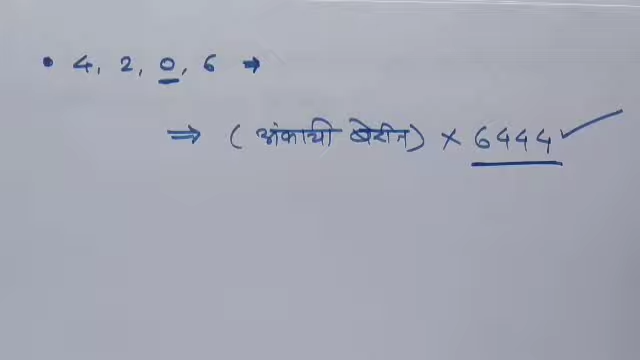 • 4, 2, 0, 6 →
⇒ (अंकाची बेरीज) × 6444 ✓